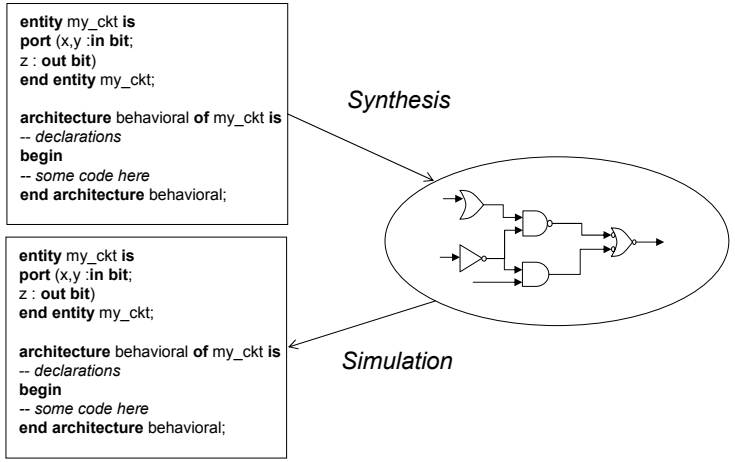 entity my_ckt is
port (x,y :in bit;
z : out bit)
end entity my_ckt;
architecture behavioral of my_ckt is
-- declarations
begin
-- some code here
end architecture behavioral;
Synthesis
entity my_ckt is
port (x,y :in bit;
z : out bit)
end entity my_ckt;
architecture behavioral of my_ckt is
-- declarations
begin
-- some code here
end architecture behavioral;
Simulation